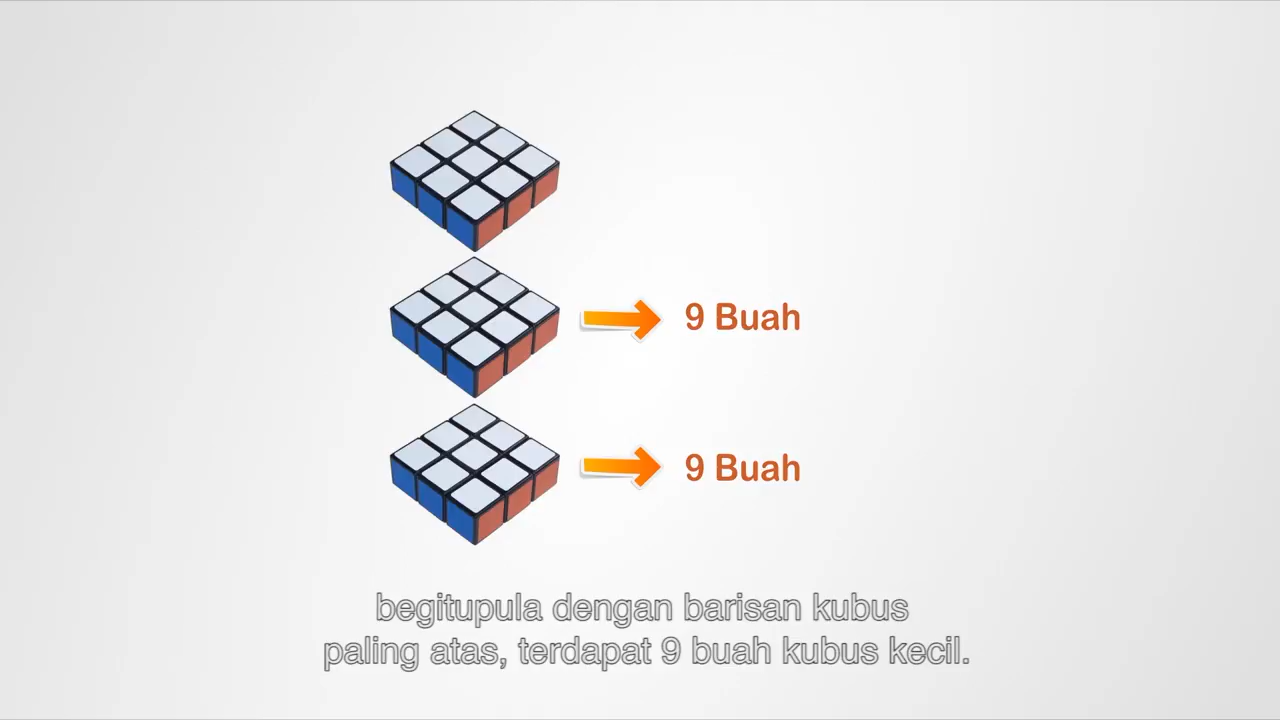 9 Buah
9 Buah
begitupula dengan barisan kubus
paling atas, terdapat 9 buah kubus kecil.